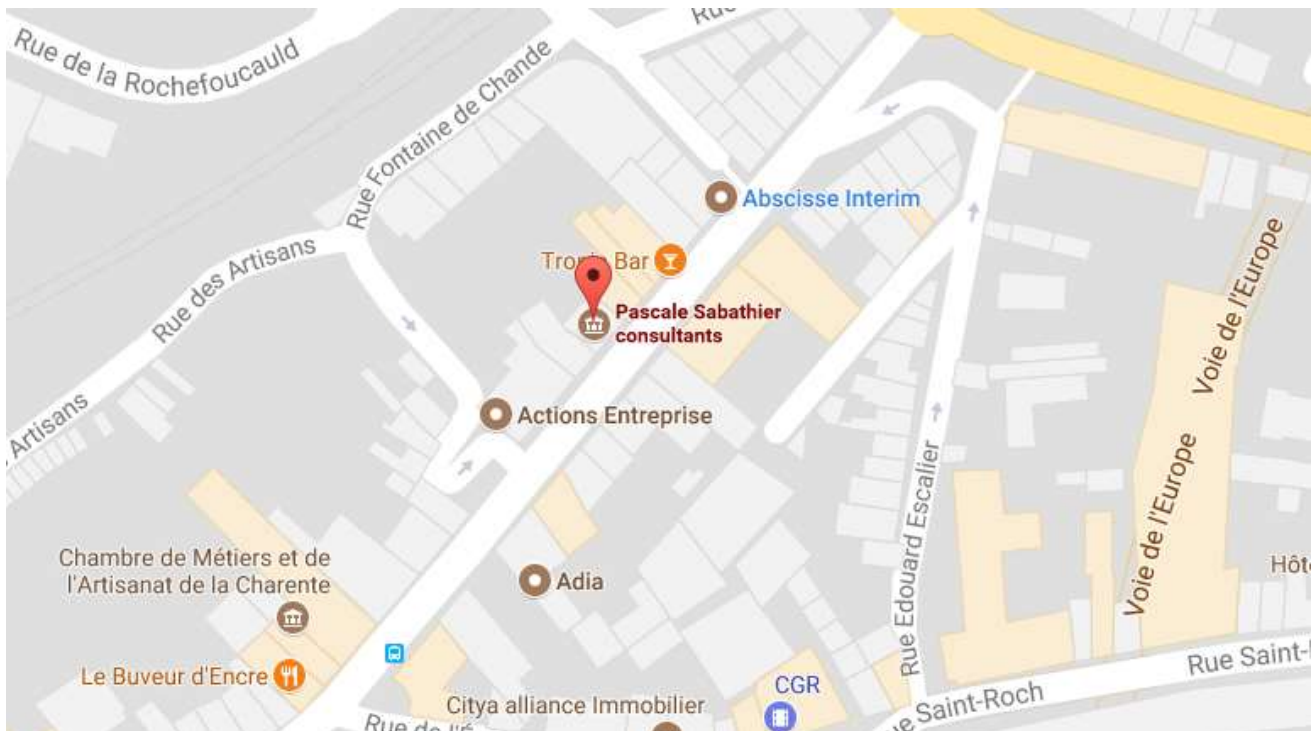 Rue de la Rochefoucauld
Rue
Rue Fontaine de Chande
Abscisse Interim
Rue des Artisans
Bar
Pascale Sabathier
consultants
Voie de l'Europe
Artisans
Actions Entreprise
Voie de l'Europe
Rue Edouard Escalier
Chambre de Métiers et de
l'Artisanat de la Charente
Adia
Le Buveur d'Encre
CGR
Rue Saint-
Citya alliance Immobilier
Saint-Roch
Rue de l'É